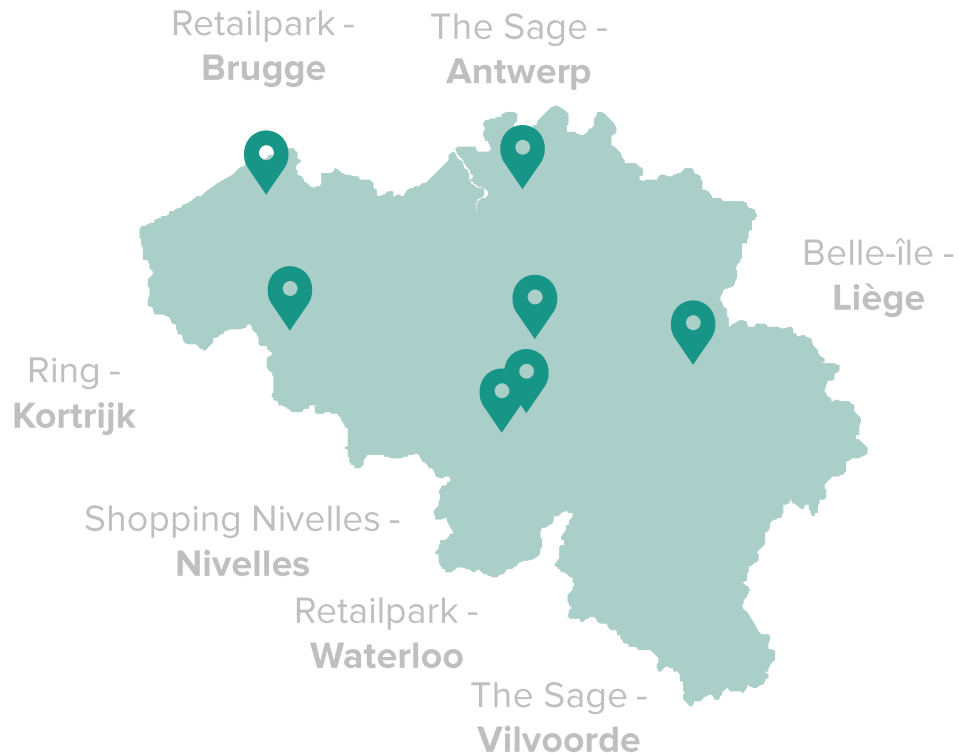 Retailpark -
Brugge
The Sage -
Antwerp
Belle-île -
Liège
Ring -
Kortrijk
Shopping Nivelles -
Nivelles
Retailpark -
Waterloo
The Sage -
Vilvoorde